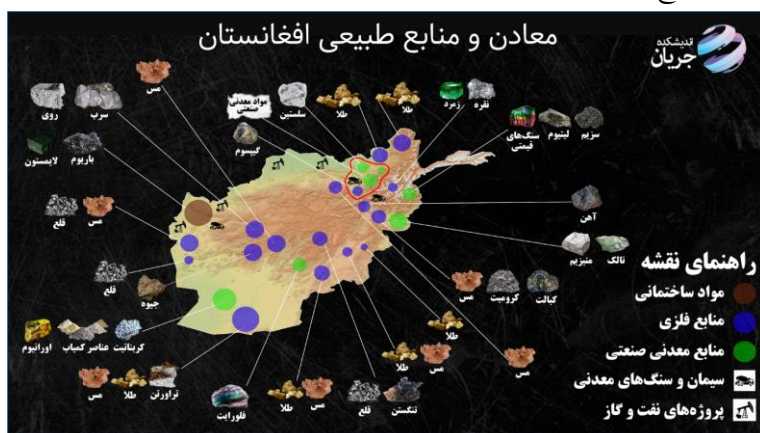 معادن و منابع طبیعی افغانستان
اندیشکده
جریان
مس
روی
سرب
مواد معدنی
صنعتی
سلستین
طلا
طلا
زمرد
نقره
سنگ‌های
قیمتی
لیتیوم
سزیم
لایمستون
باریوم
گیبسوم
آهن
قلع
مس
منیزیم
تالک
راهنمای نقشه
مواد ساختمانی
منابع فلزی
منابع معدنی صنعتی
سیمان و سنگ‌های معدنی
پروژه‌های نفت و گاز
قلع
جیوه
مس
کرومیت
کبالت
طلا
اورانیوم
عناصر کمیاب
کربناتیت
طلا
مس
مس
مس
طلا
تراورتن
فلورایت
طلا
مس
قلع
تنگستن